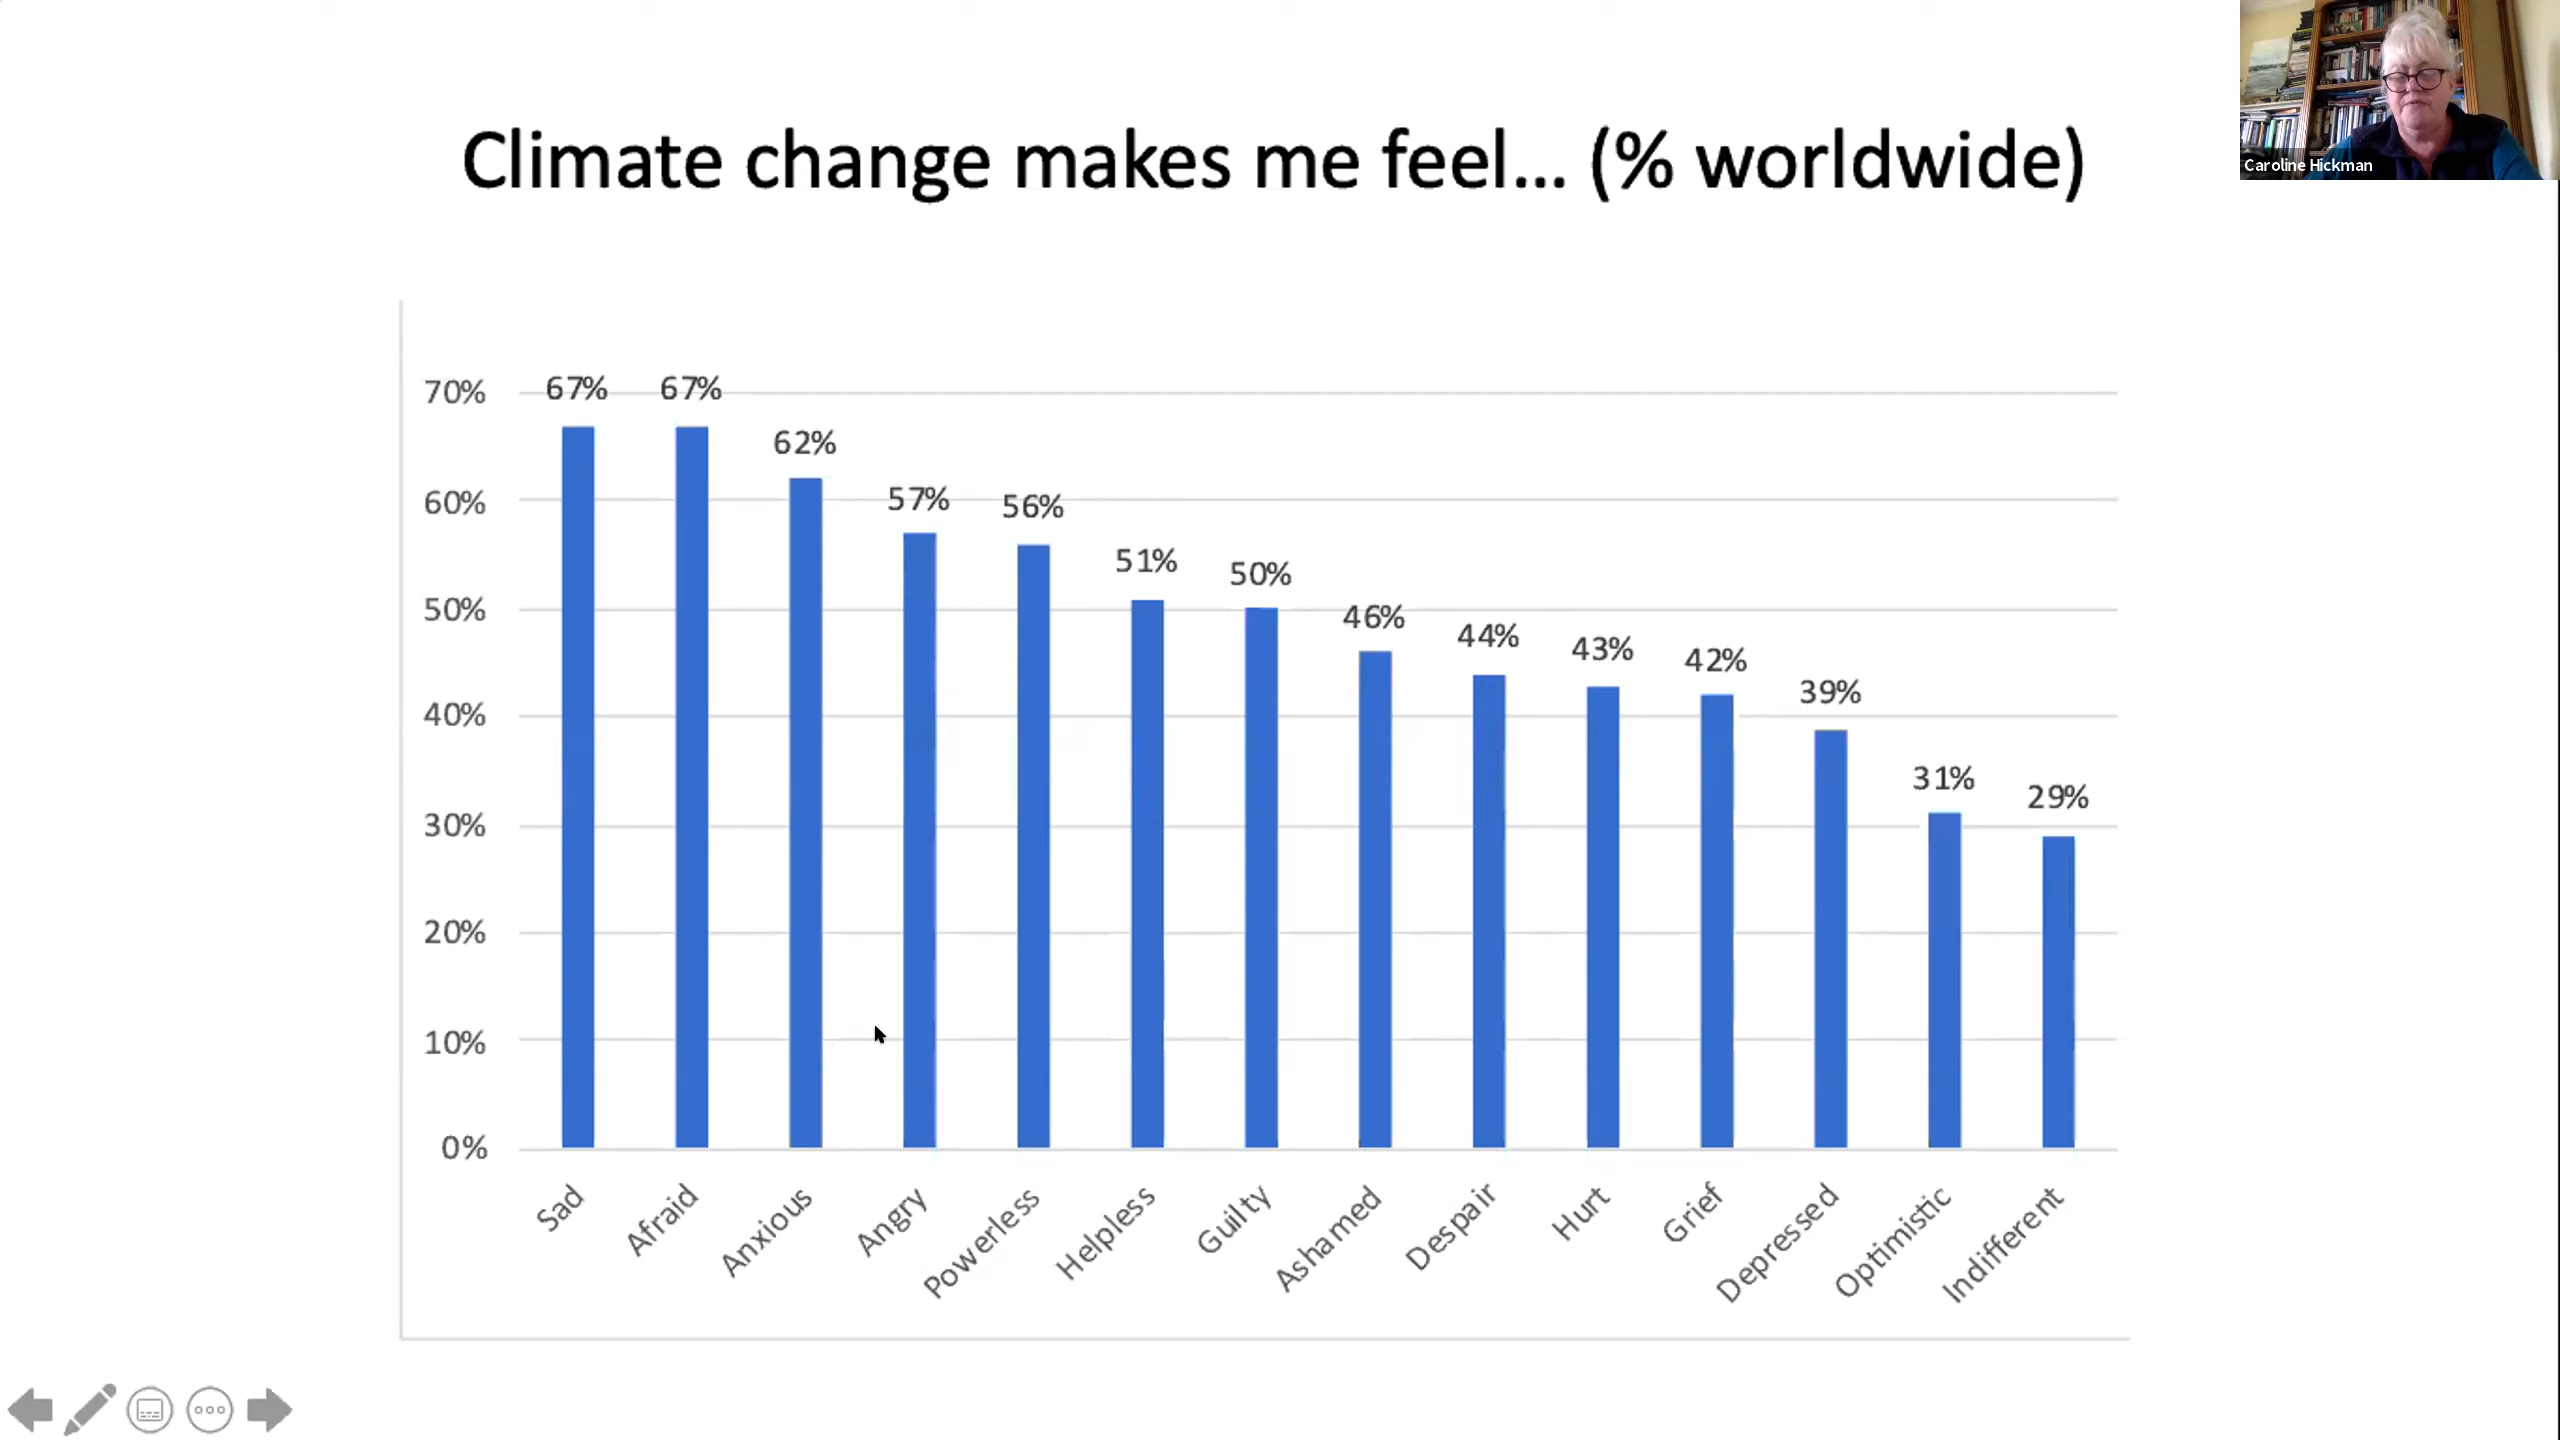 Climate change makes me feel... (% worldwide)
Caroline Hickman
70%
60%
50%
40%
30%
20%
10%
0%
67%
67%
62%
57%
56%
51%
50%
46%
44%
43%
42%
39%
31%
29%
Sad
Afraid
Anxious
Angry
Powerless
Helpless
Guilty
Ashamed
Despair
Hurt
Grief
Depressed
Optimistic
Indifferent